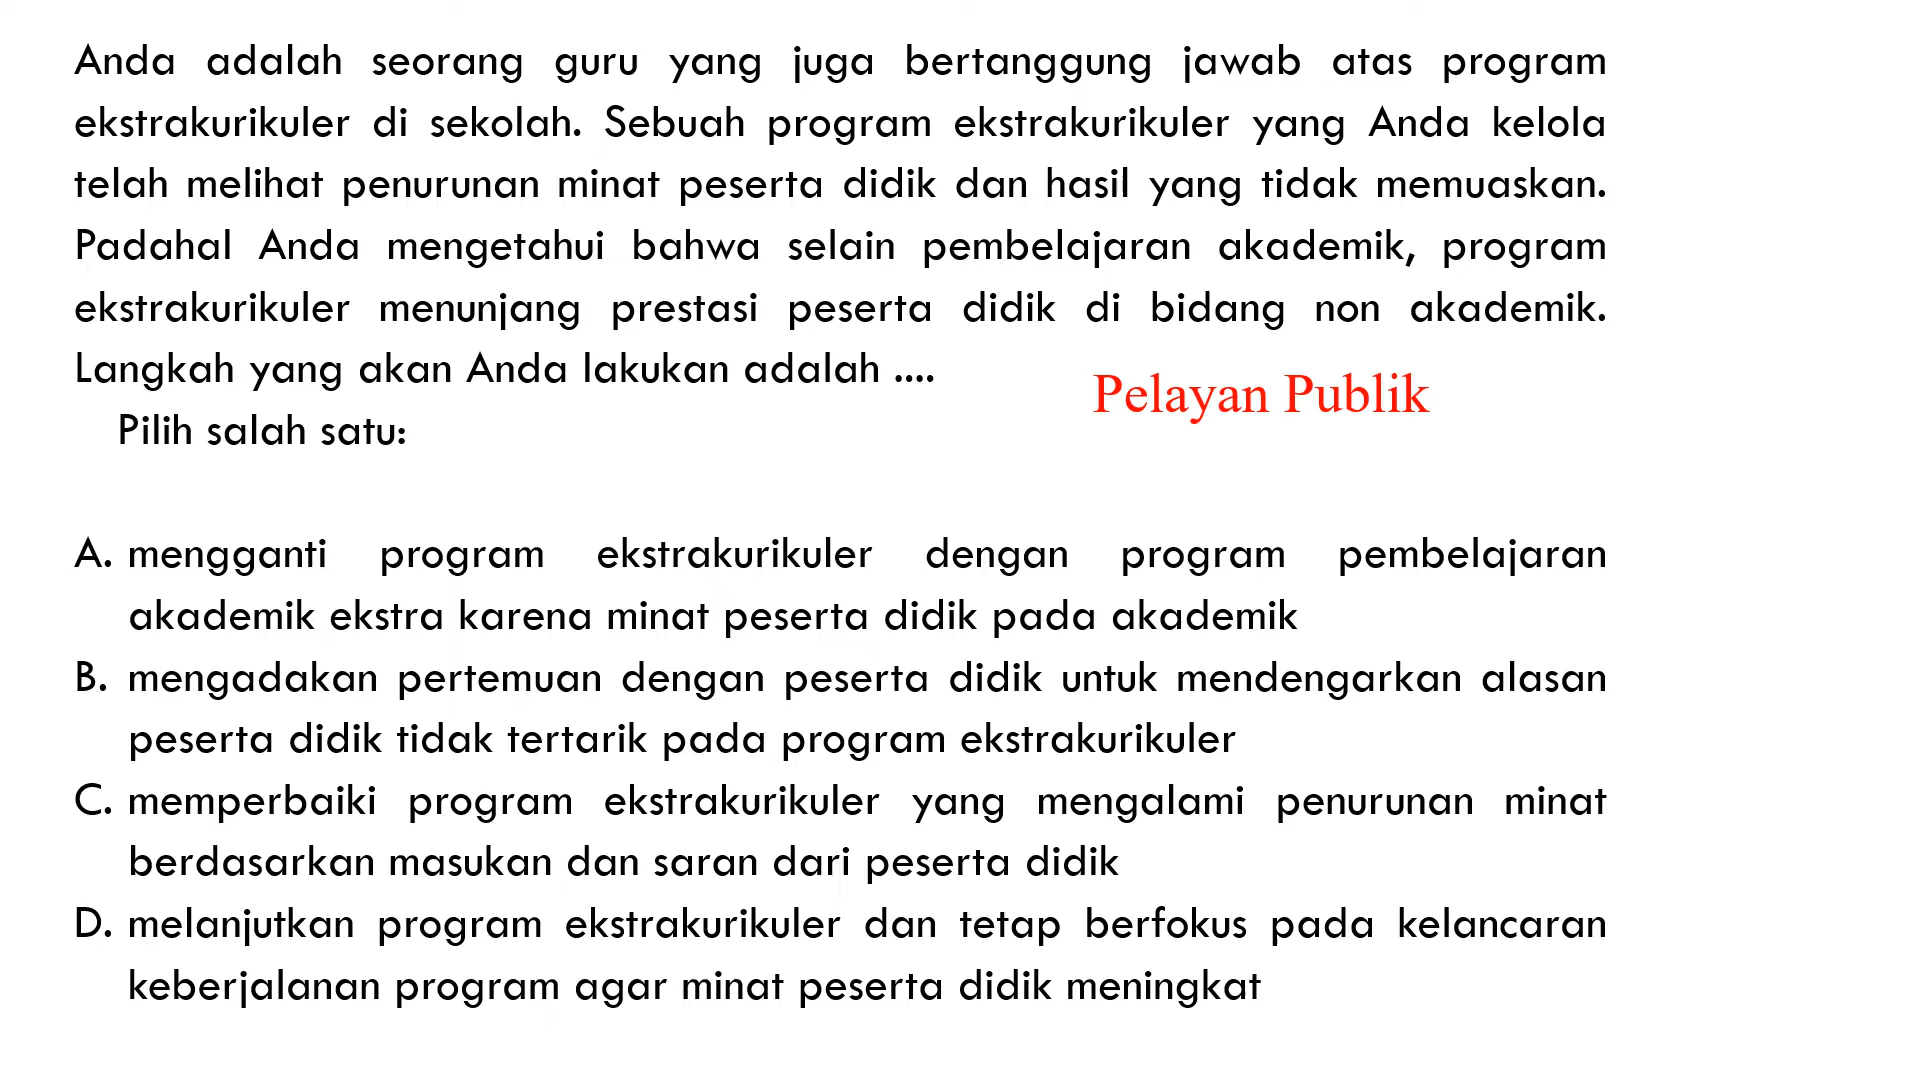 Anda adalah seorang guru yang juga bertanggung jawab atas program
ekstrakurikuler di sekolah. Sebuah program ekstrakurikuler yang Anda kelola
telah melihat penurunan minat peserta didik dan hasil yang tidak memuaskan.
Padahal Anda mengetahui bahwa selain pembelajaran akademik, program
ekstrakurikuler menunjang prestasi peserta didik di bidang non akademik.
Langkah yang akan Anda lakukan adalah ....
Pelayan Publik
Pilih salah satu:
A. mengganti program ekstrakurikuler dengan program pembelajaran
akademik ekstra karena minat peserta didik pada akademik
B. mengadakan pertemuan dengan peserta didik untuk mendengarkan alasan
peserta didik tidak tertarik pada program ekstrakurikuler
C. memperbaiki program ekstrakurikuler yang mengalami penurunan minat
berdasarkan masukan dan saran dari peserta didik
D. melanjutkan program ekstrakurikuler dan tetap berfokus pada kelancaran
keberjalanan program agar minat peserta didik meningkat